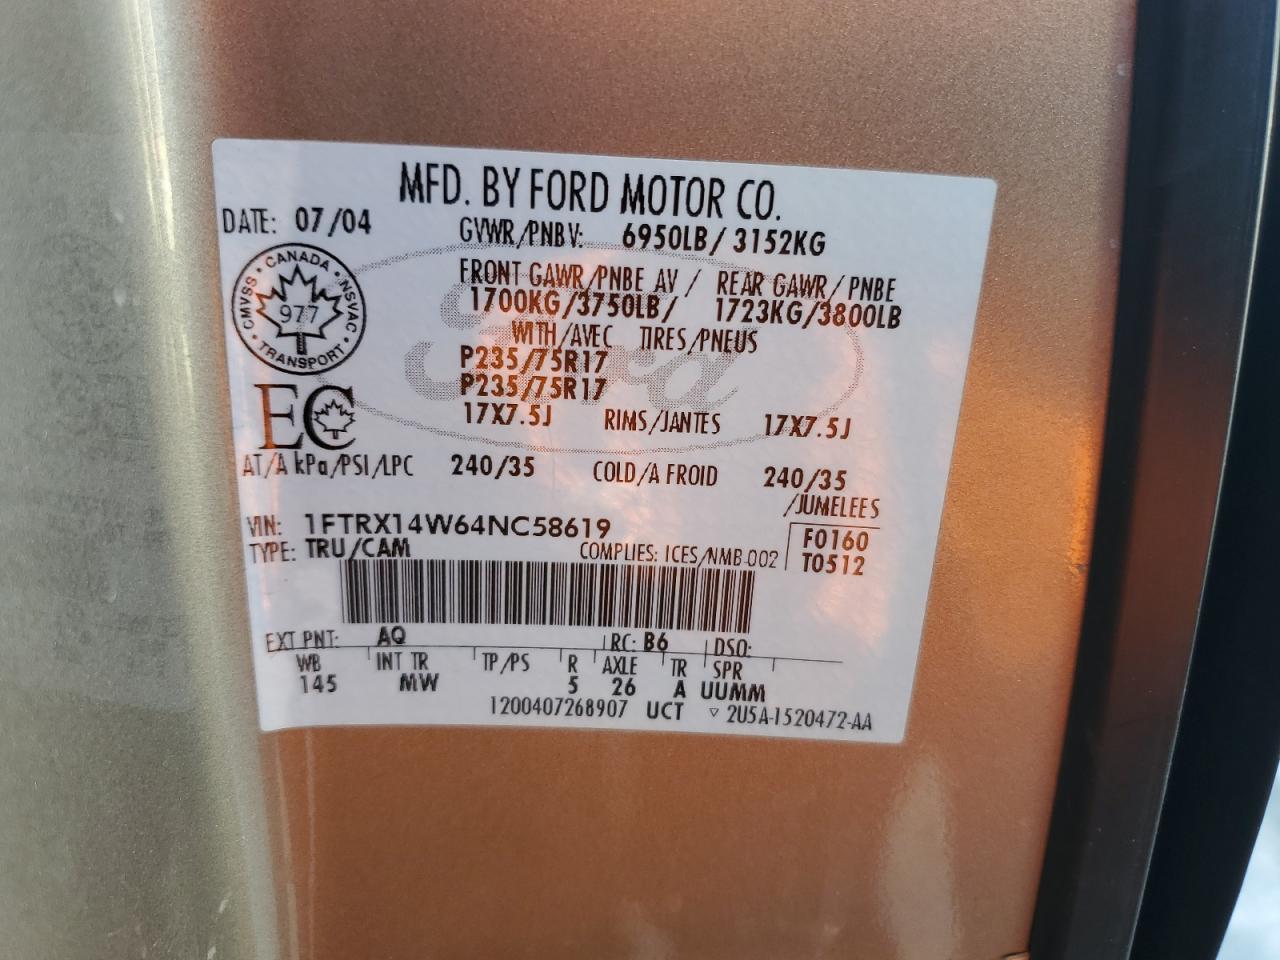 MFD. BY FORD MOTOR CO.
DATE: 07/04
GVWR/PNBV: 6950LB/ 3152KG
CMVSS • CANADA • NSVAC • TRANSPORT
977
FRONT GAWR/PNBE AV / REAR GAWR/PNBE
1700KG/3750LB/ 1723KG/3800LB
WITH/AVEC TIRES/PNEUS
P235/75R17
P235/75R17
17X7.5J RIMS/JANTES 17X7.5J
Ford
EC
AT/A kPa/PSI/LPC 240/35 COLD/A FROID 240/35
/JUMELEES
VIN: 1FTRX14W64NC58619
F0160
TYPE: TRU/CAM COMPLIES: ICES/NMB-002
T0512
EXT PNT: AQ RC: B6 DSO:
WB INT TR TP/PS R AXLE TR SPR
145 MW 5 26 A UUMM
1200407268907 UCT ▽ 2U5A-1520472-AA